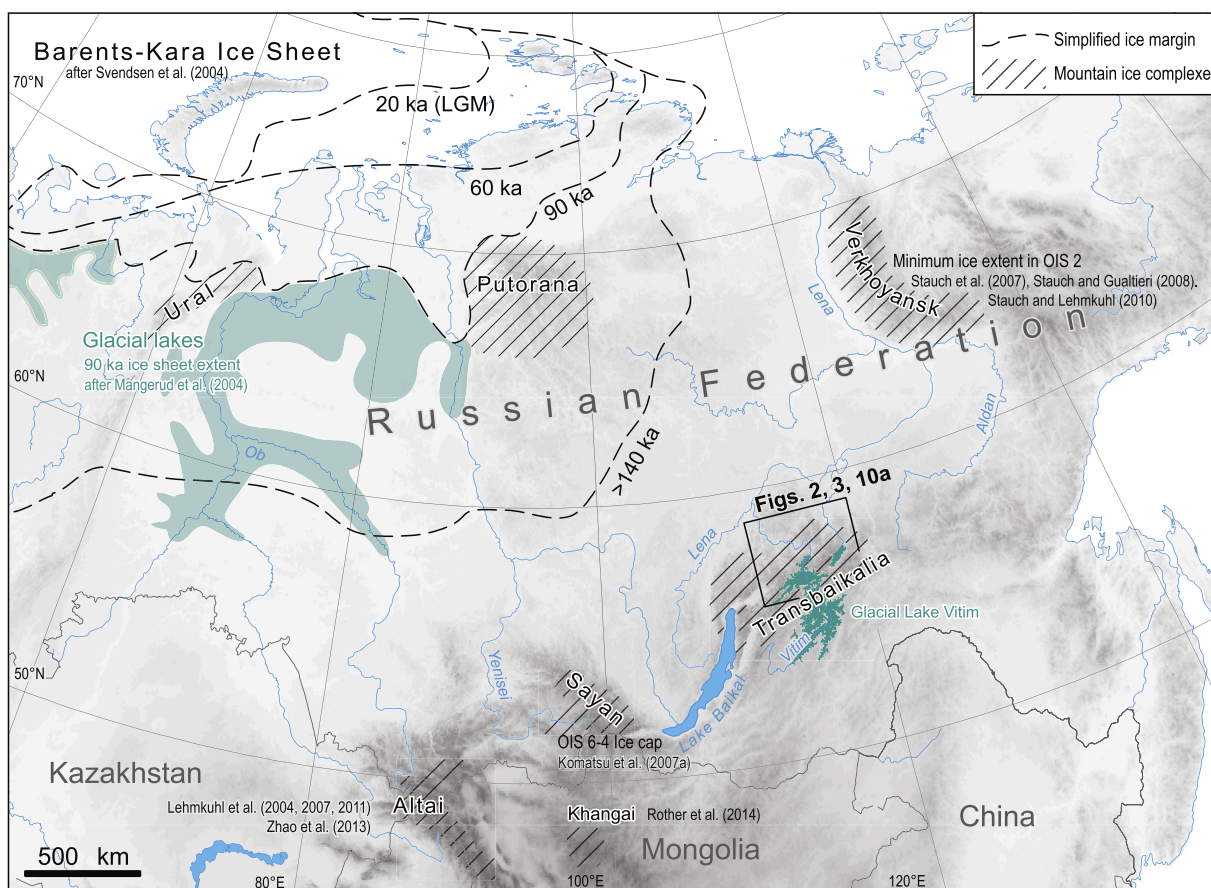 Barents-Kara Ice Sheet
after Svendsen et al. (2004)
Simplified ice margin
Mountain ice complexe
70°N
20 ka (LGM)
60 ka
90 ka
Ural
Putorana
Verkhoyansk
Minimum ice extent in OIS 2
Stauch et al. (2007), Stauch and Gualtieri (2008).
Stauch and Lehmkuhl (2010)
Lena
Glacial lakes
90 ka ice sheet extent
after Mangerud et al. (2004)
60°N
Russian Federation
Aldan
Ob
>140 ka
Figs. 2, 3, 10a
Lena
Transbaikalia
Glacial Lake Vitim
Vitim
50°N
Yenisei
Sayan
Lake Baikal
OIS 6-4 Ice cap
Komatsu et al. (2007a)
Kazakhstan
Lehmkuhl et al. (2004, 2007, 2011)
Zhao et al. (2013)
Altai
Khangai
Rother et al. (2014)
Mongolia
China
500 km
80°E
100°E
120°E